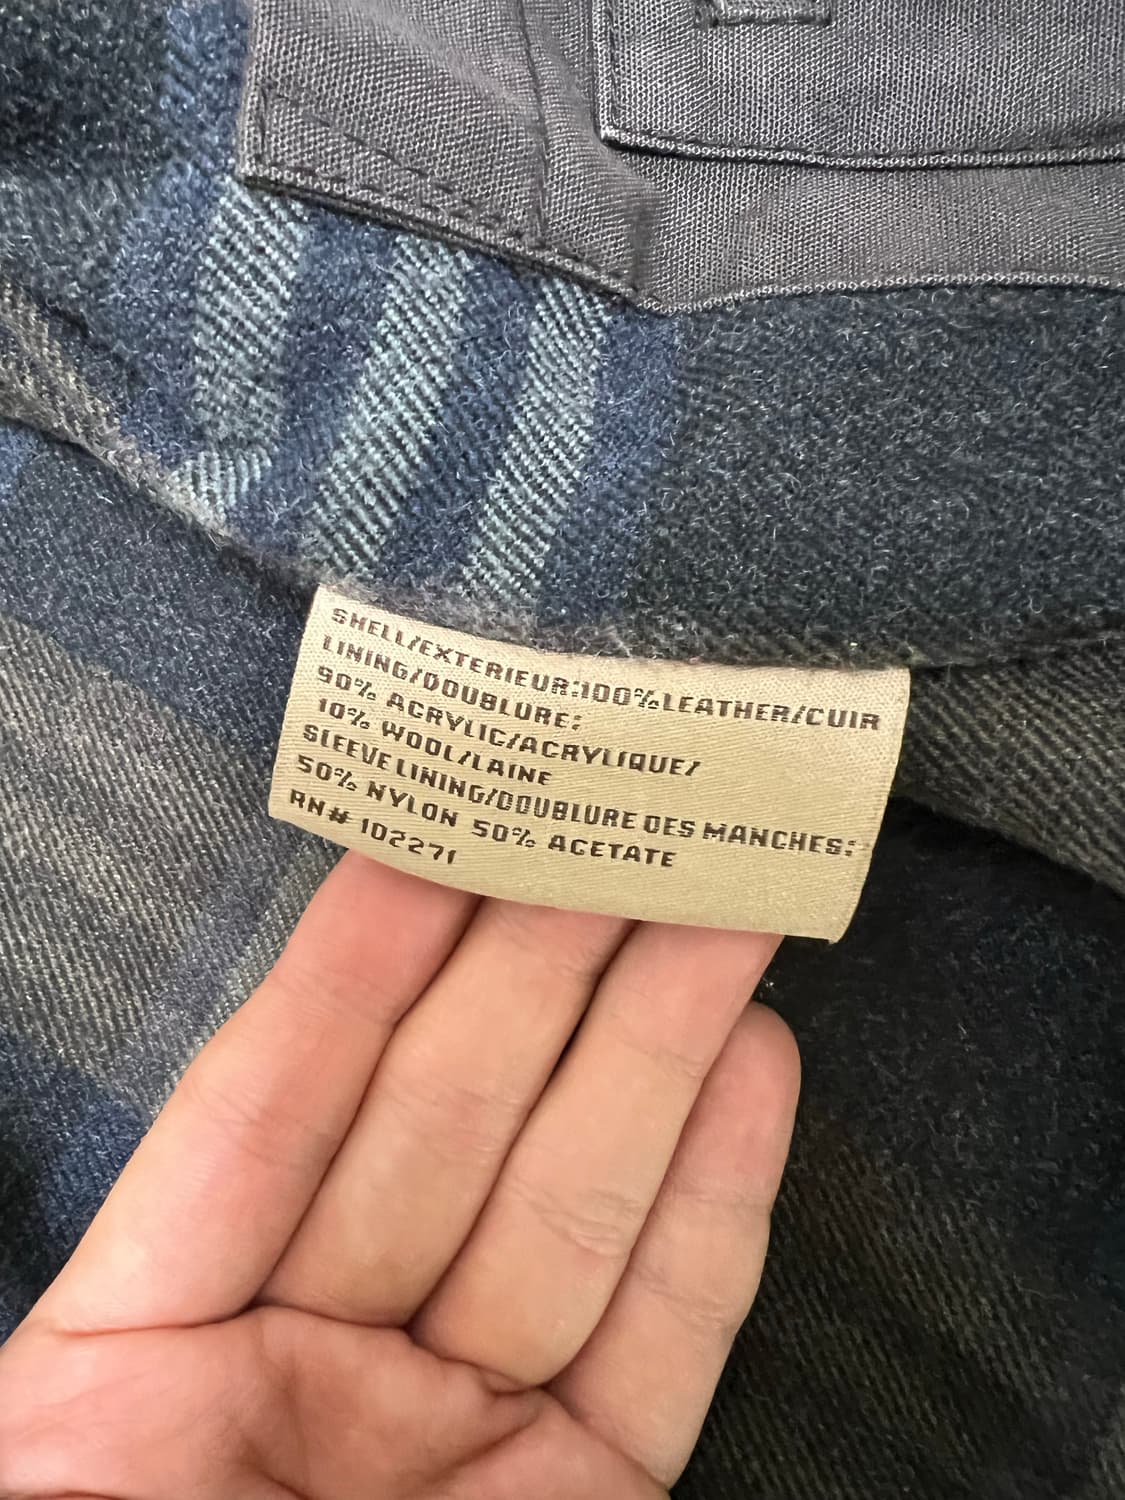 SHELL/EXTERIEUR:100%LEATHER/CUIR
LINING/DOUBLURE:
90% ACRYLIC/ACRYLIQUE/
10% WOOL/LAINE
SLEEVE LINING/DOUBLURE DES MANCHES:
50% NYLON 50% ACETATE
RN# 102271